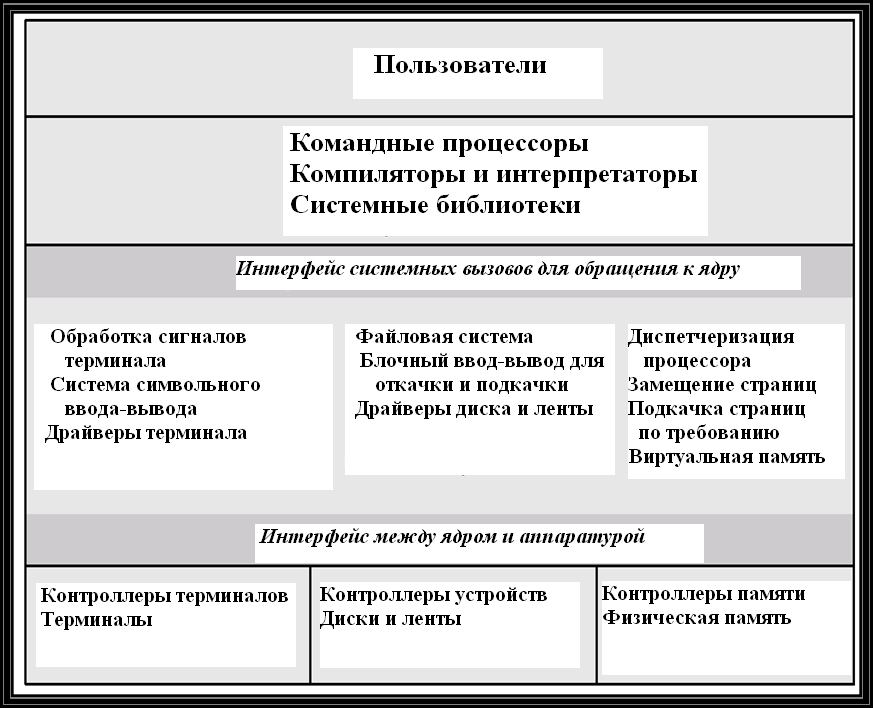 Пользователи
Командные процессоры
Компиляторы и интерпретаторы
Системные библиотеки
Интерфейс системных вызовов для обращения к ядру
Обработка сигналов
терминала
Система символьного
ввода-вывода
Драйверы терминала
Файловая система
Блочный ввод-вывод для
откачки и подкачки
Драйверы диска и ленты
Диспетчеризация
процессора
Замещение страниц
Подкачка страниц
по требованию
Виртуальная память
Интерфейс между ядром и аппаратурой
Контроллеры терминалов
Терминалы
Контроллеры устройств
Диски и ленты
Контроллеры памяти
Физическая память